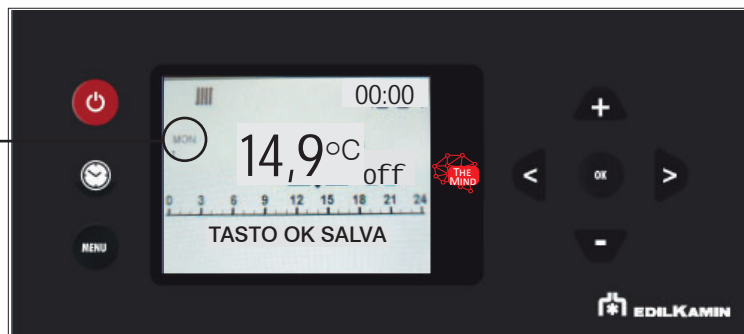 00:00
MON
14,9°C
off
0 3 6 9 12 15 18 21 24
TASTO OK SALVA
MENU
THE MIND
+
<
OK
>
-
EDILKAMIN